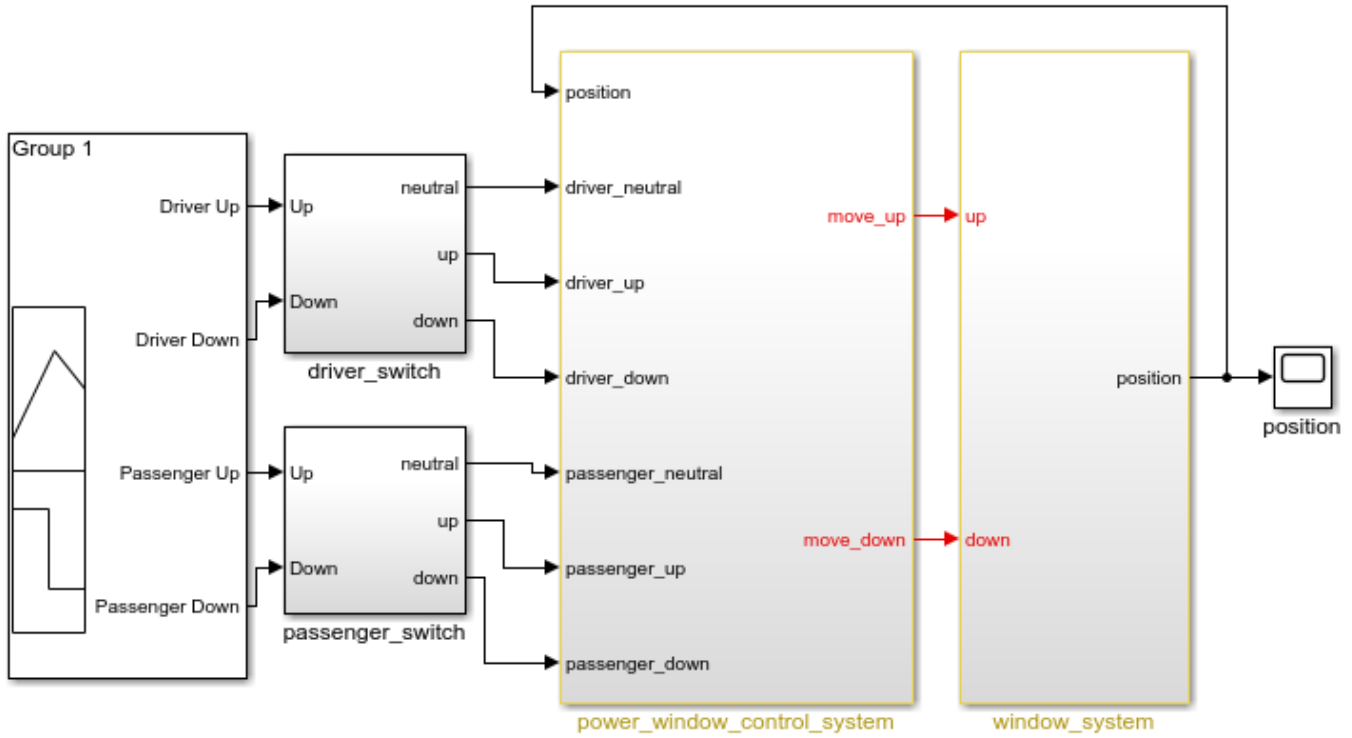 Group 1
Driver Up
Driver Down
Passenger Up
Passenger Down
Up
Down
neutral
up
down
driver_switch
Up
Down
neutral
up
down
passenger_switch
position
driver_neutral
driver_up
driver_down
passenger_neutral
passenger_up
passenger_down
move_up
move_down
power_window_control_system
up
down
position
window_system
position